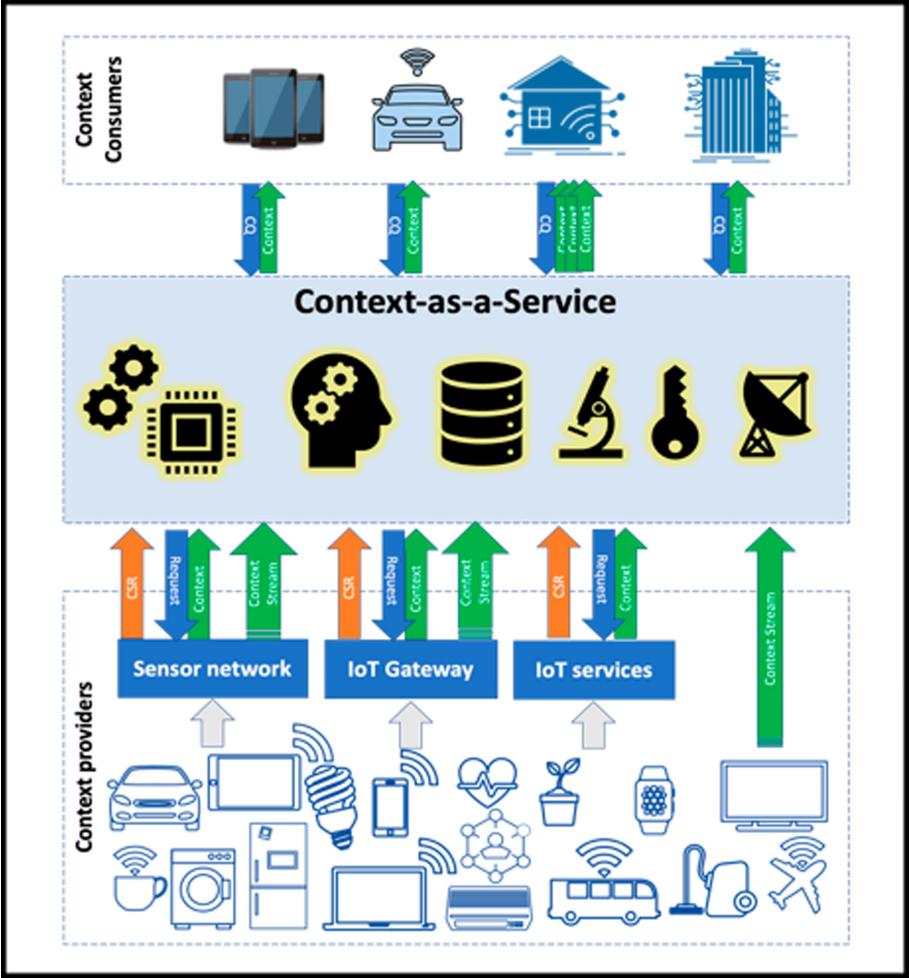 Context
Consumers
CQ
Context
CQ
Context
CQ
Context
Context
Context
CQ
Context
Context-as-a-Service
CSR
Request
Context
Context
Stream
CSR
Request
Context
Context
Stream
CSR
Request
Context
Context Stream
Sensor network
IoT Gateway
IoT services
Context providers